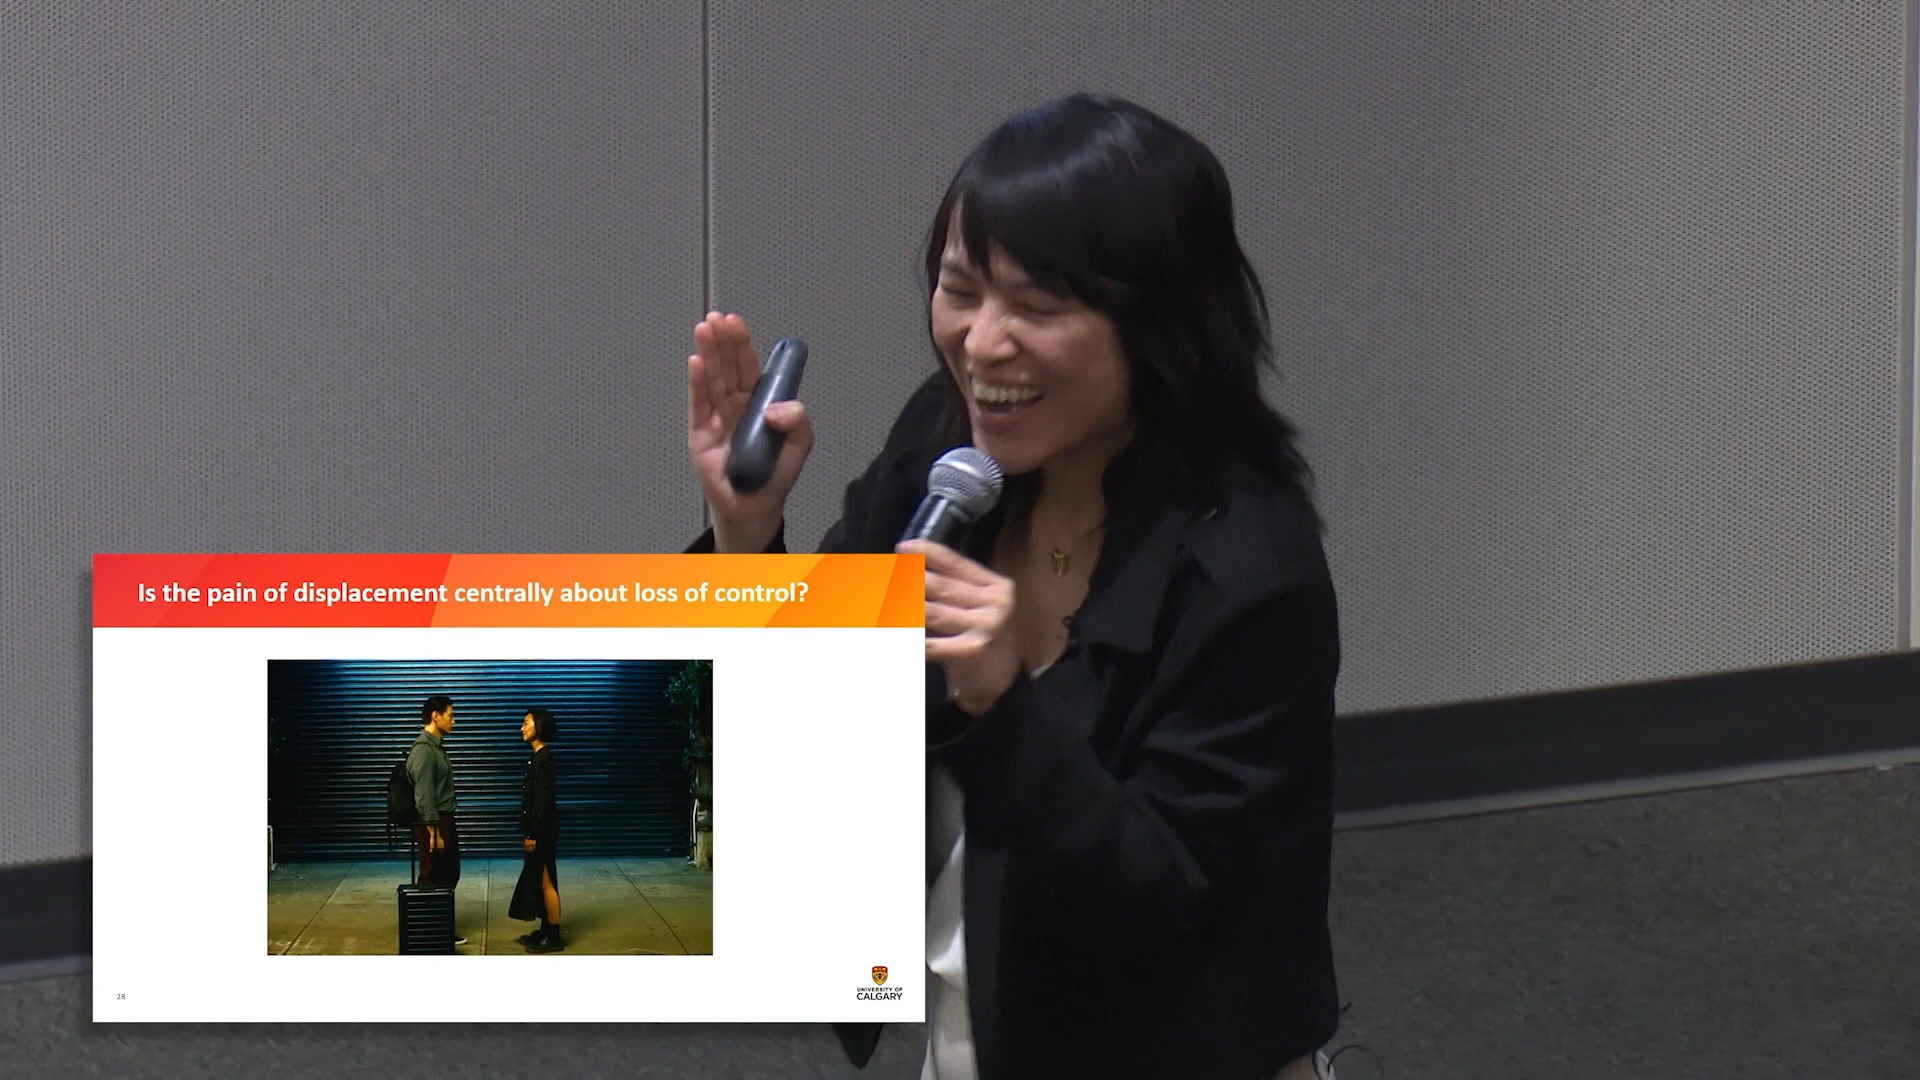 Is the pain of displacement centrally about loss of control?
28
UNIVERSITY OF
CALGARY